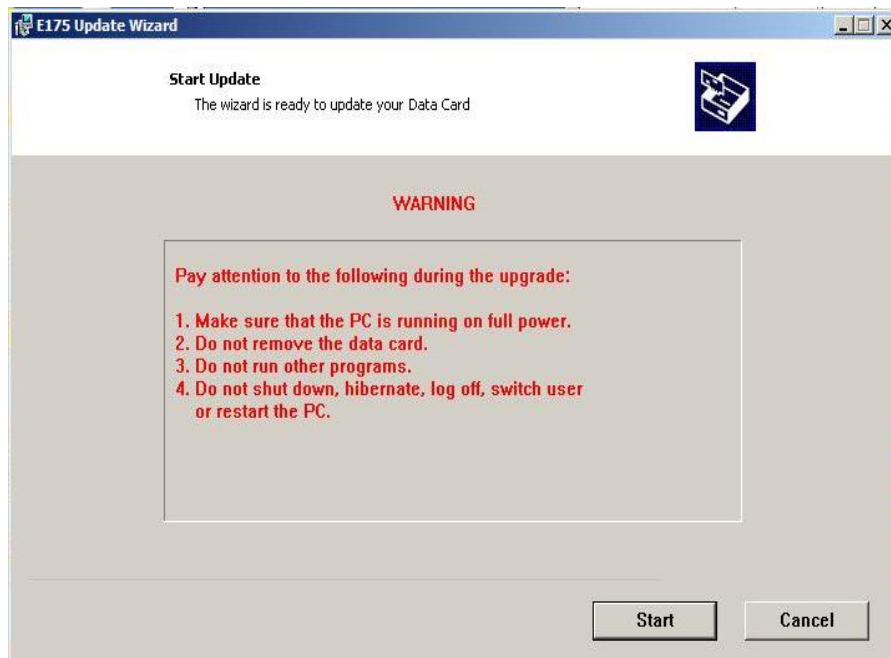 E175 Update Wizard
Start Update
The wizard is ready to update your Data Card
WARNING
Pay attention to the following during the upgrade:
1. Make sure that the PC is running on full power.
2. Do not remove the data card.
3. Do not run other programs.
4. Do not shut down, hibernate, log off, switch user
or restart the PC.
Start
Cancel